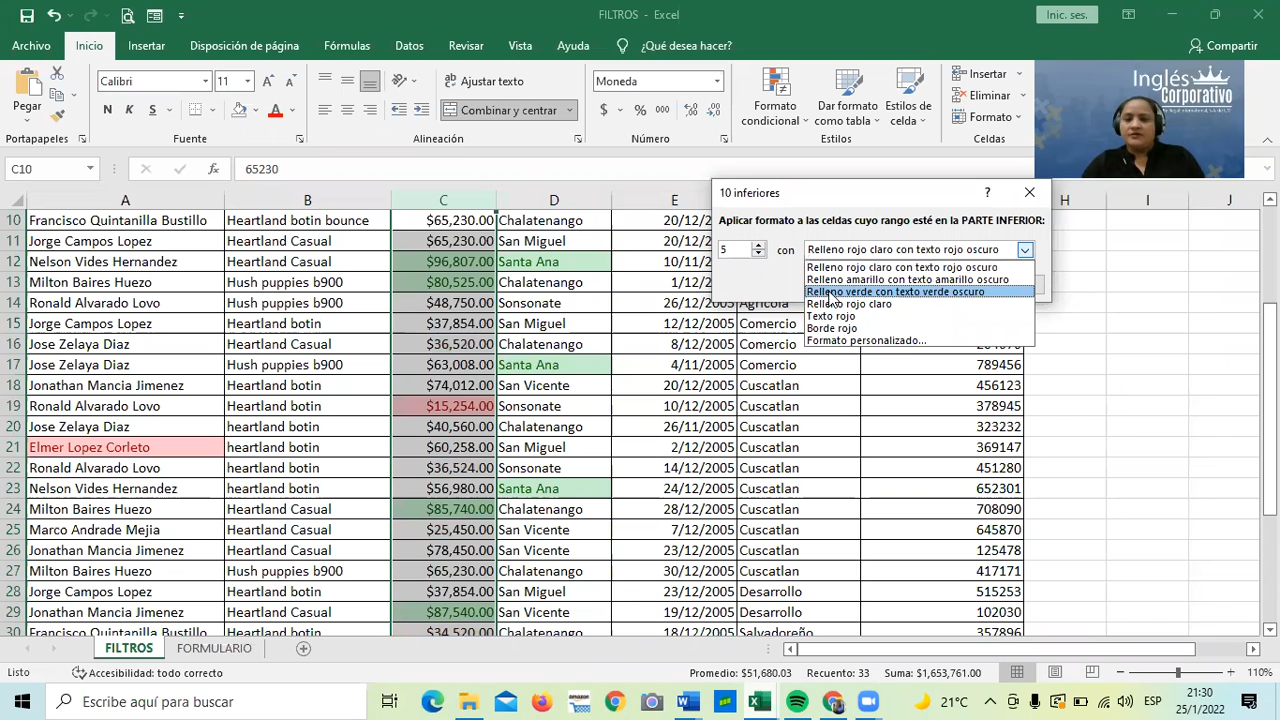 FILTROS - Excel
Inic. ses.
Archivo Inicio Insertar Disposición de página Fórmulas Datos Revisar Vista Ayuda ¿Qué desea hacer? Compartir
Pegar
Calibri 11
N K S
Ajustar texto
Combinar y centrar
Moneda
$ % 000
Formato condicional
Dar formato como tabla
Estilos de celda
Insertar
Eliminar
Formato
Portapapeles Fuente Alineación Número Estilos Celdas
Inglés
Corporativo
C10 fx 65230
A B C D E H I J
10 Francisco Quintanilla Bustillo Heartland botin bounce $65,230.00 Chalatenango 20/12/2
11 Jorge Campos Lopez Heartland Casual $65,230.00 San Miguel 20/12/2
12 Nelson Vides Hernandez Heartland Casual $96,807.00 Santa Ana 10/11/2
13 Milton Baires Huezo Hush puppies b900 $80,525.00 Chalatenango 1/12/2
14 Ronald Alvarado Lovo Hush puppies b900 $48,750.00 Sonsonate 26/12/2005 Agricola
15 Jorge Campos Lopez Heartland Casual $37,854.00 San Miguel 12/12/2005 Comercio
16 Jose Zelaya Diaz Heartland Casual $36,520.00 Chalatenango 8/12/2005 Comercio
17 Jose Zelaya Diaz Heartland Casual $63,008.00 Santa Ana 4/11/2005 Comercio 789456
18 Jonathan Mancia Jimenez Heartland botin $74,012.00 San Vicente 20/12/2005 Cuscatlan 456123
19 Ronald Alvarado Lovo Heartland botin $15,254.00 Sonsonate 10/12/2005 Cuscatlan 378945
20 Jose Zelaya Diaz heartland botin $40,560.00 Chalatenango 26/11/2005 Cuscatlan 323232
21 Elmer Lopez Corleto heartland botin $60,258.00 San Miguel 2/12/2005 Cuscatlan 369147
22 Ronald Alvarado Lovo heartland botin $36,524.00 Sonsonate 14/12/2005 Cuscatlan 451280
23 Nelson Vides Hernandez heartland botin $56,980.00 Santa Ana 24/12/2005 Cuscatlan 652301
24 Milton Baires Huezo Heartland Casual $85,740.00 Chalatenango 28/12/2005 Cuscatlan 708090
25 Marco Andrade Mejia Heartland Casual $25,450.00 San Vicente 7/12/2005 Cuscatlan 645870
26 Jonathan Mancia Jimenez Heartland Casual $78,450.00 San Vicente 23/12/2005 Cuscatlan 125478
27 Milton Baires Huezo Hush puppies b900 $65,230.00 Chalatenango 30/12/2005 Cuscatlan 417171
28 Jorge Campos Lopez Heartland Casual $37,854.00 San Miguel 23/12/2005 Desarrollo 515253
29 Jonathan Mancia Jimenez Heartland Casual $87,540.00 San Vicente 19/12/2005 Desarrollo 102030
30 Francisco Quintanilla Bustillo Heartland Casual $34,520.00 Chalatenango 18/12/2005 Salvadoreño 357896
10 inferiores ?
Aplicar formato a las celdas cuyo rango esté en la PARTE INFERIOR:
5 con Relleno rojo claro con texto rojo oscuro
Relleno rojo claro con texto rojo oscuro
Relleno amarillo con texto amarillo oscuro
Relleno verde con texto verde oscuro
Relleno rojo claro
Texto rojo
Borde rojo
Formato personalizado...
FILTROS FORMULARIO
Listo Accesibilidad: todo correcto Promedio: $51,680.03 Recuento: 33 Suma: $1,653,761.00 110%
Escribe aquí para buscar
21°C ESP
21:30
25/1/2022